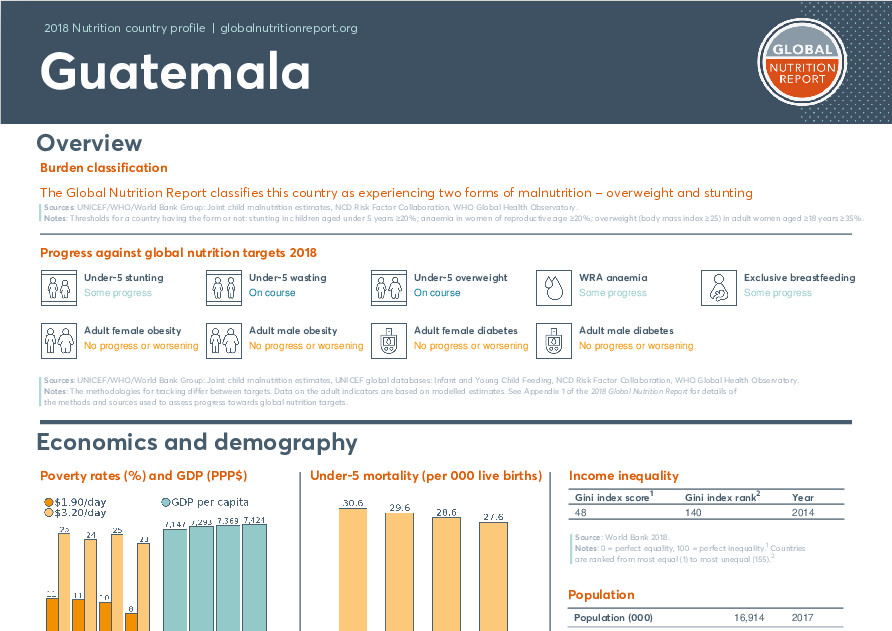 2018 Nutrition country profile | globalnutritionreport.org
Guatemala
GLOBAL
NUTRITION
REPORT
Overview
Burden classification
The Global Nutrition Report classifies this country as experiencing two forms of malnutrition – overweight and stunting
Sources: UNICEF/WHO/World Bank Group: Joint child malnutrition estimates, NCD Risk Factor Collaboration, WHO Global Health Observatory.
Notes: Thresholds for a country having the form or not: stunting in children aged under 5 years ≥20%; anaemia in women of reproductive age ≥20%; overweight (body mass index ≥25) in adult women aged ≥18 years ≥35%.
Progress against global nutrition targets 2018
Under-5 stunting
Some progress
Under-5 wasting
On course
Under-5 overweight
On course
WRA anaemia
Some progress
Exclusive breastfeeding
Some progress
Adult female obesity
No progress or worsening
Adult male obesity
No progress or worsening
Adult female diabetes
No progress or worsening
Adult male diabetes
No progress or worsening
Sources: UNICEF/WHO/World Bank Group: Joint child malnutrition estimates, UNICEF global databases: Infant and Young Child Feeding, NCD Risk Factor Collaboration, WHO Global Health Observatory.
Notes: The methodologies for tracking differ between targets. Data on the adult indicators are based on modelled estimates. See Appendix 1 of the 2018 Global Nutrition Report for details of
the methods and sources used to assess progress towards global nutrition targets.
Economics and demography
Poverty rates (%) and GDP (PPP$)
$1.90/day
$3.20/day
GDP per capita
25 24 25 21
11 10 8
7,147 7,293 7,369 7,424
Under-5 mortality (per 000 live births)
30.6 29.6 28.6 27.6
Income inequality
Gini index score1 Gini index rank2 Year
48 140 2014
Source: World Bank 2018.
Notes: 0 = perfect equality, 100 = perfect inequality.1 Countries
are ranked from most equal (1) to most unequal (155).2
Population
Population (000) 16,914 2017